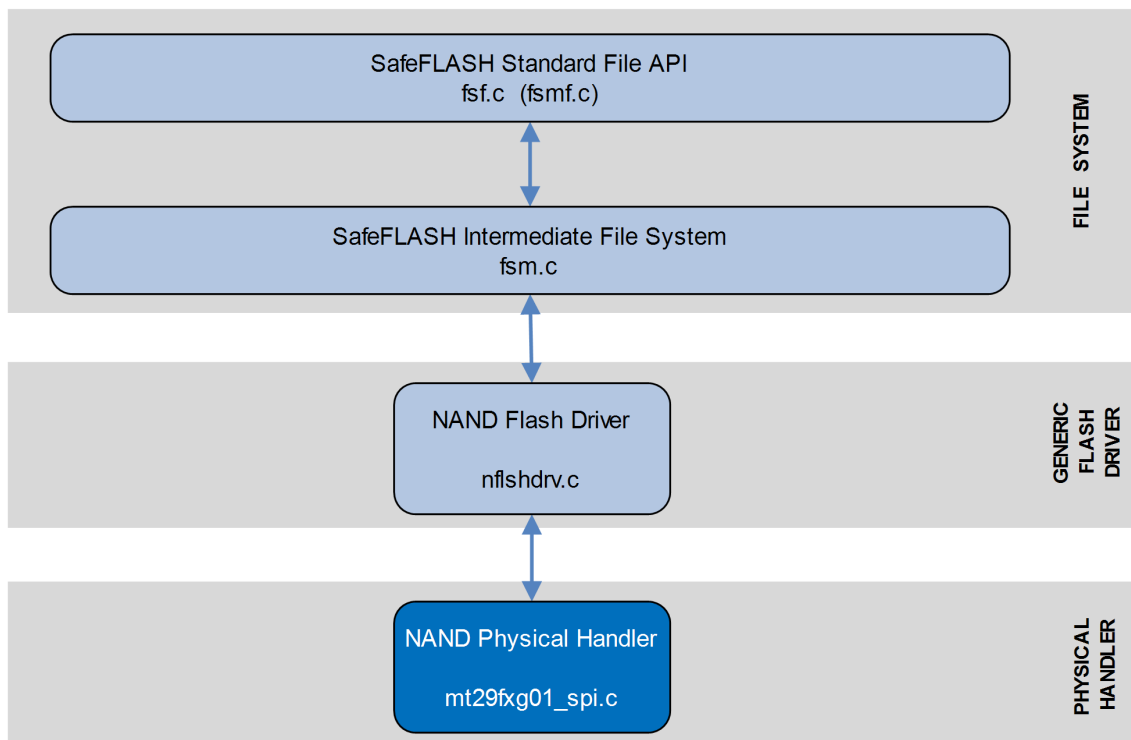 SafeFLASH Standard File API
fsf.c (fsmf.c)
FILE SYSTEM
SafeFLASH Intermediate File System
fsm.c
NAND Flash Driver
nflshdrv.c
GENERIC
FLASH
DRIVER
NAND Physical Handler
mt29fxg01_spi.c
PHYSICAL
HANDLER